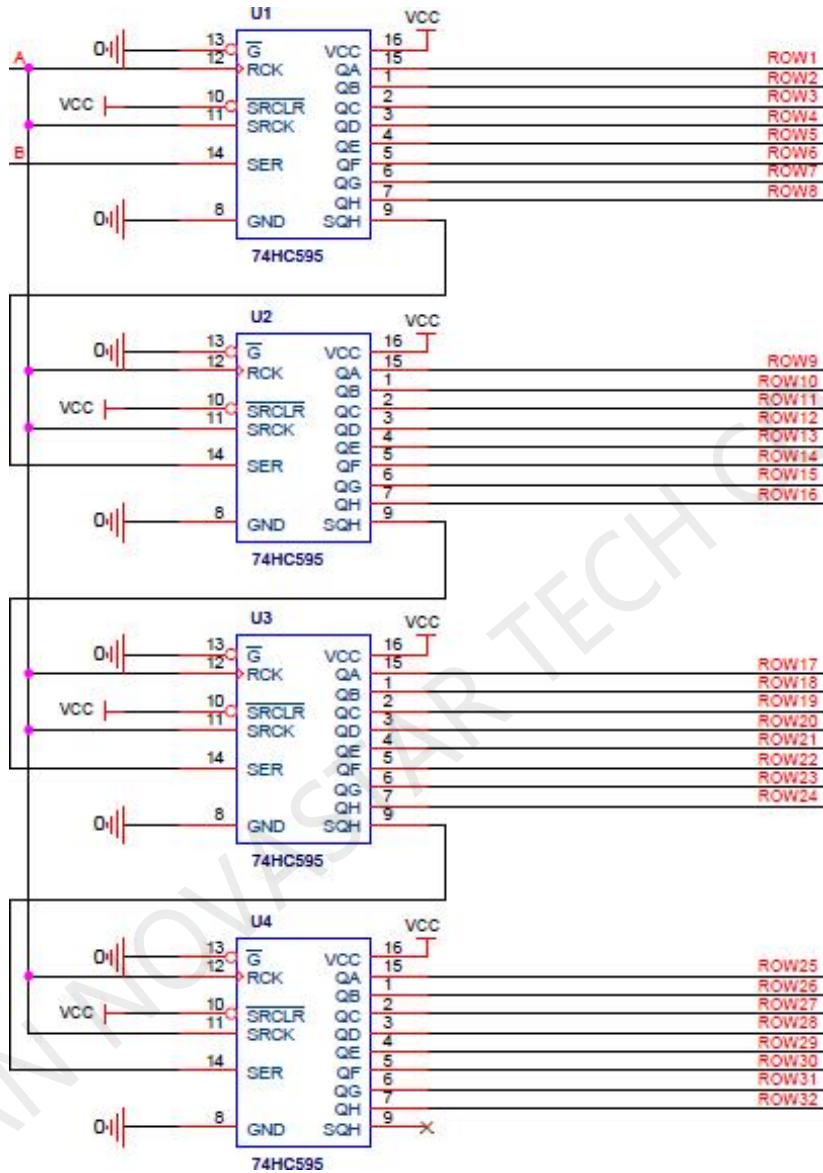 U1
VCC
0
13
G
VCC
16
A
12
RCK
QA
15
ROW1
QB
1
ROW2
VCC
10
SRCLR
QC
2
ROW3
11
SRCK
QD
3
ROW4
QE
4
ROW5
B
14
SER
QF
5
ROW6
QG
6
ROW7
QH
7
ROW8
0
8
GND
SQH
9
74HC595
U2
VCC
0
13
G
VCC
16
12
RCK
QA
15
ROW9
QB
1
ROW10
VCC
10
SRCLR
QC
2
ROW11
11
SRCK
QD
3
ROW12
QE
4
ROW13
14
SER
QF
5
ROW14
QG
6
ROW15
QH
7
ROW16
0
8
GND
SQH
9
74HC595
U3
VCC
0
13
G
VCC
16
12
RCK
QA
15
ROW17
QB
1
ROW18
VCC
10
SRCLR
QC
2
ROW19
11
SRCK
QD
3
ROW20
QE
4
ROW21
14
SER
QF
5
ROW22
QG
6
ROW23
QH
7
ROW24
0
8
GND
SQH
9
74HC595
U4
VCC
0
13
G
VCC
16
12
RCK
QA
15
ROW25
QB
1
ROW26
VCC
10
SRCLR
QC
2
ROW27
11
SRCK
QD
3
ROW28
QE
4
ROW29
14
SER
QF
5
ROW30
QG
6
ROW31
QH
7
ROW32
0
8
GND
SQH
9
74HC595
NOVASTAR TECH